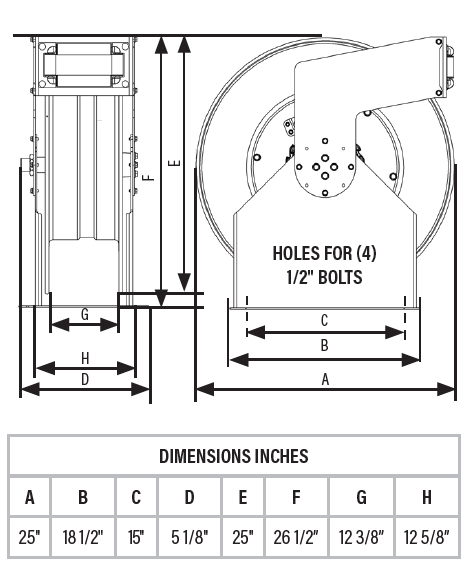 F
E
HOLES FOR (4)
1/2" BOLTS
G
C
B
H
D
A
DIMENSIONS INCHES
A B C D E F G H
25" 18 1/2" 15" 5 1/8" 25" 26 1/2" 12 3/8" 12 5/8"